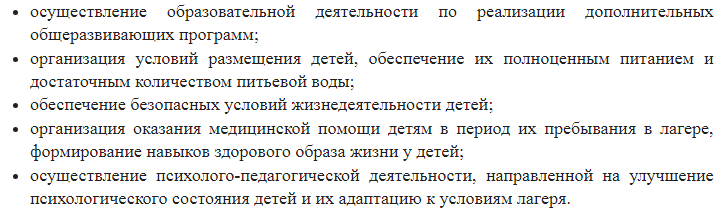 • осуществление образовательной деятельности по реализации дополнительных
общеразвивающих программ;
• организация условий размещения детей, обеспечение их полноценным питанием и
достаточным количеством питьевой воды;
• обеспечение безопасных условий жизнедеятельности детей;
• организация оказания медицинской помощи детям в период их пребывания в лагере,
формирование навыков здорового образа жизни у детей;
• осуществление психолого-педагогической деятельности, направленной на улучшение
психологического состояния детей и их адаптацию к условиям лагеря.